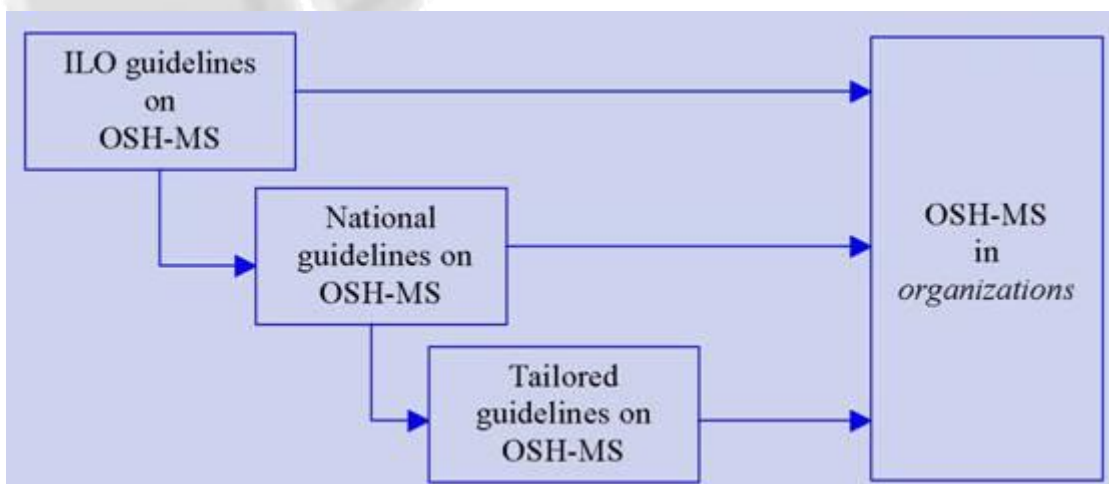 ILO guidelines
on
OSH-MS
National
guidelines on
OSH-MS
Tailored
guidelines on
OSH-MS
OSH-MS
in
organizations